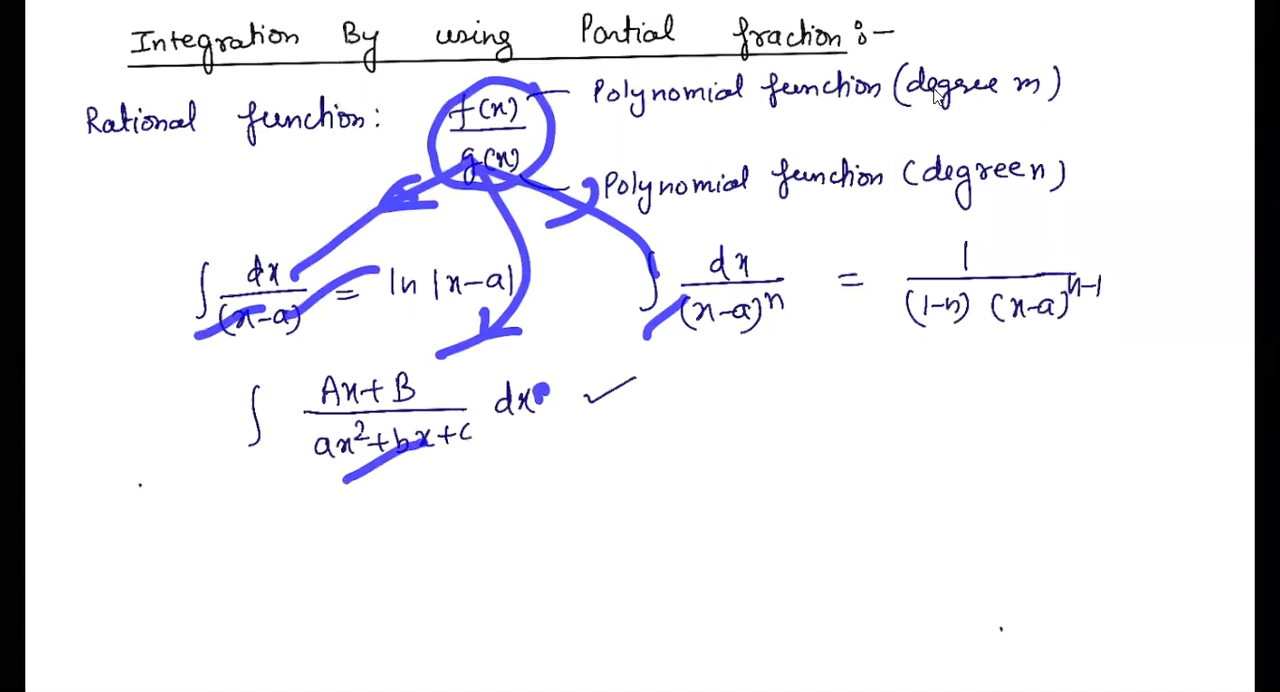 Integration By using Partial fraction :-
Rational function: f(x)/g(x) — Polynomial function (degree m)
— Polynomial function (degree n)
∫ dx/(x-a) = ln |x-a|
∫ dx/(x-a)^n = 1/((1-n) (x-a)^(n-1))
∫ (Ax+B)/(ax²+bx+c) dx ✓